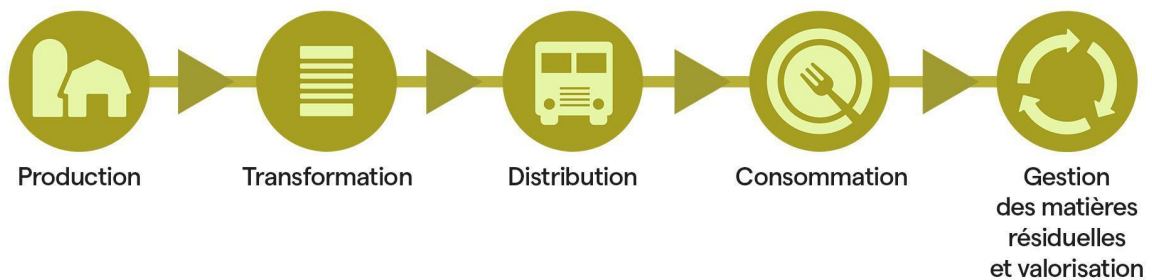 Production
Transformation
Distribution
Consommation
Gestion
des matières
résiduelles
et valorisation